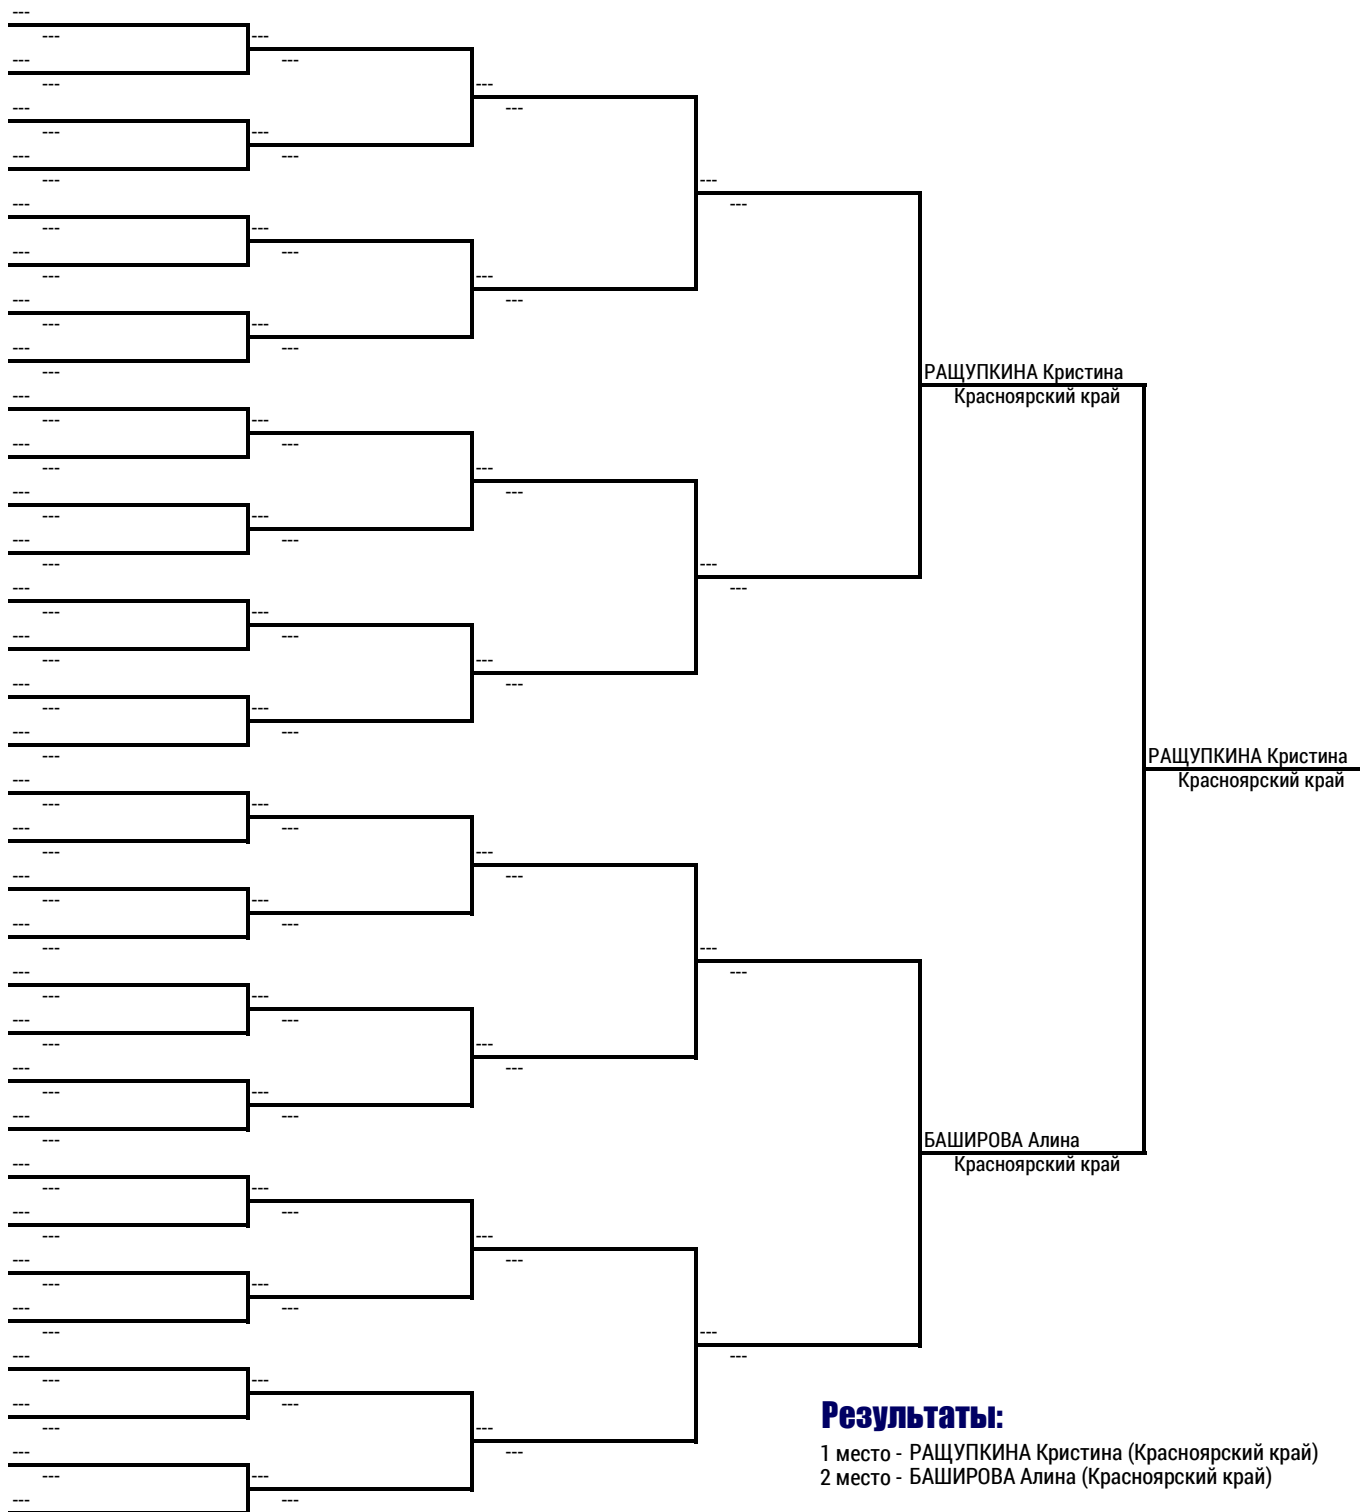 РАЩУПКИНА Кристина
Красноярский край
РАЩУПКИНА Кристина
Красноярский край
БАШИРОВА Алина
Красноярский край
Результаты:
1 место - РАЩУПКИНА Кристина (Красноярский край)
2 место - БАШИРОВА Алина (Красноярский край)